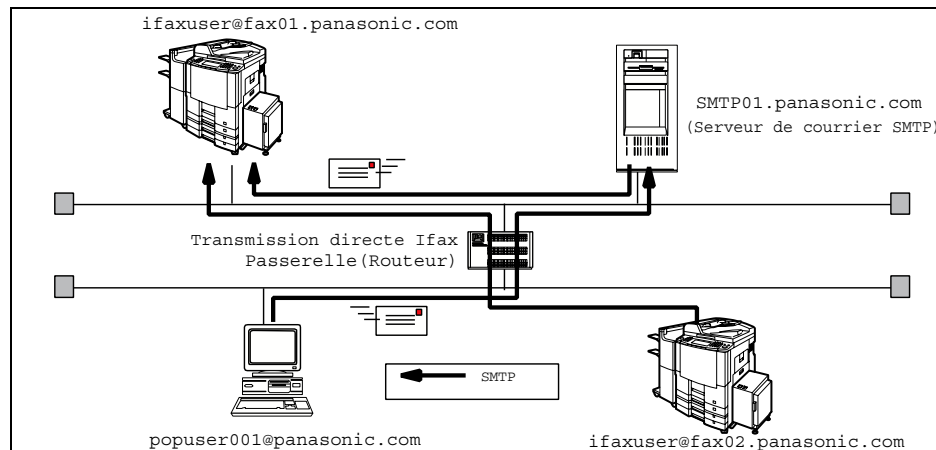 ifaxuser@fax01.panasonic.com
SMTP01.panasonic.com
(Serveur de courrier SMTP)
Transmission directe Ifax
Passerelle(Routeur)
SMTP
popuser001@panasonic.com
ifaxuser@fax02.panasonic.com